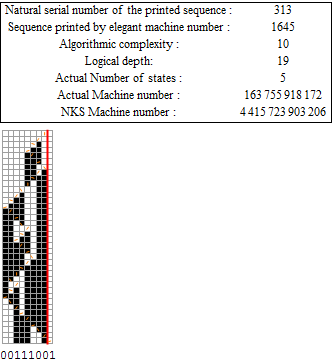 Natural serial number of the printed sequence : 313
Sequence printed by elegant machine number : 1645
Algorithmic complexity : 10
Logical depth: 19
Actual Number of states : 5
Actual Machine number : 163 755 918 172
NKS Machine number : 4 415 723 903 206
00111001